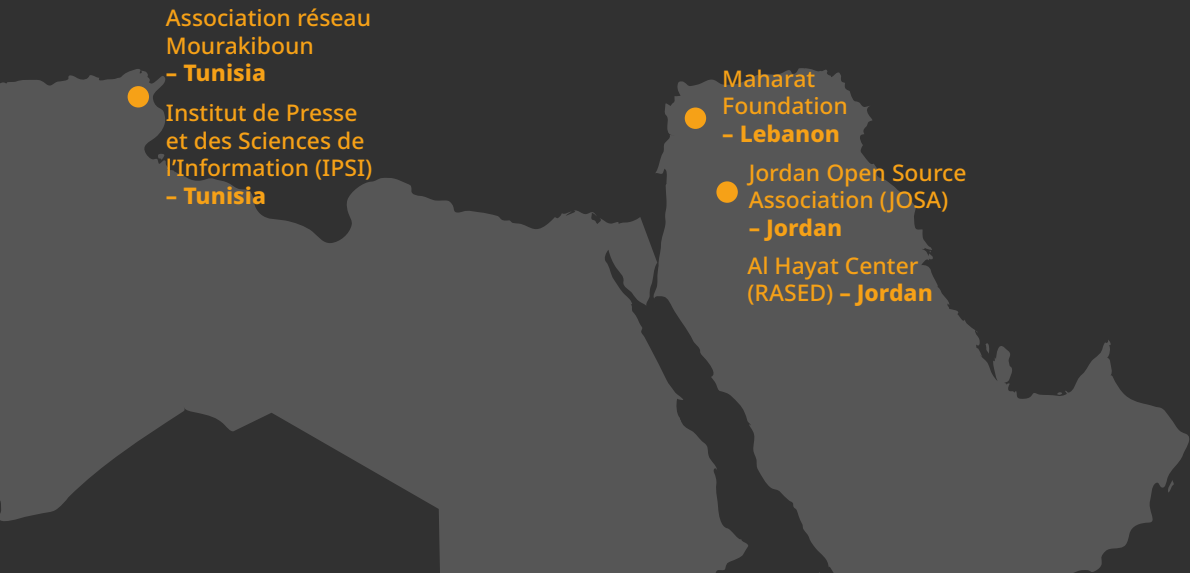 Association réseau
Mourakiboun
– Tunisia
Institut de Presse
et des Sciences de
l’Information (IPSI)
– Tunisia
Maharat
Foundation
– Lebanon
Jordan Open Source
Association (JOSA)
– Jordan
Al Hayat Center
(RASED) – Jordan